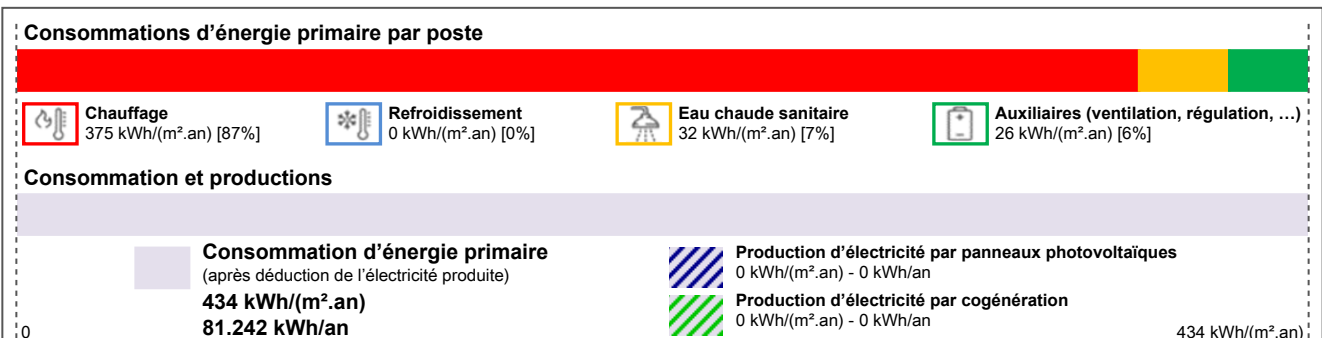 Consommations d’énergie primaire par poste
Chauffage
375 kWh/(m².an) [87%]
Refroidissement
0 kWh/(m².an) [0%]
Eau chaude sanitaire
32 kWh/(m².an) [7%]
Auxiliaires (ventilation, régulation, …)
26 kWh/(m².an) [6%]
Consommation et productions
Consommation d’énergie primaire
(après déduction de l’électricité produite)
434 kWh/(m².an)
81.242 kWh/an
Production d’électricité par panneaux photovoltaïques
0 kWh/(m².an) - 0 kWh/an
Production d’électricité par cogénération
0 kWh/(m².an) - 0 kWh/an
0
434 kWh/(m².an)